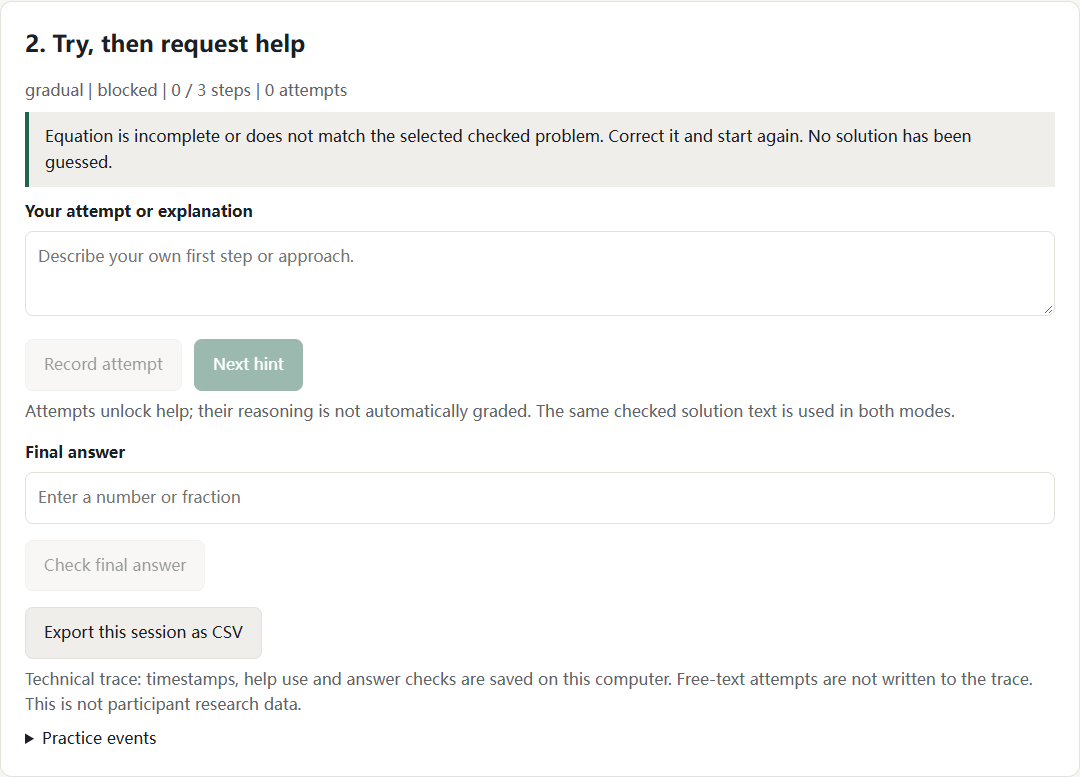 2. Try, then request help
gradual | blocked | 0 / 3 steps | 0 attempts
Equation is incomplete or does not match the selected checked problem. Correct it and start again. No solution has been
guessed.
Your attempt or explanation
Describe your own first step or approach.
Record attempt
Next hint
Attempts unlock help; their reasoning is not automatically graded. The same checked solution text is used in both modes.
Final answer
Enter a number or fraction
Check final answer
Export this session as CSV
Technical trace: timestamps, help use and answer checks are saved on this computer. Free-text attempts are not written to the trace.
This is not participant research data.
Practice events